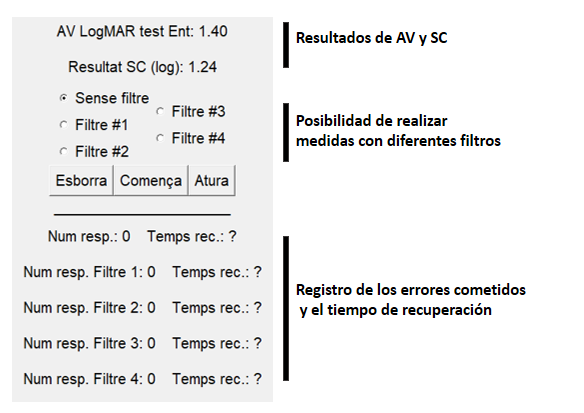 AV LogMAR test Ent: 1.40
Resultat SC (log): 1.24
Resultados de AV y SC
Sense filtre
Filtre #1
Filtre #2
Filtre #3
Filtre #4
Posibilidad de realizar
medidas con diferentes filtros
Esborra Comença Atura
Num resp.: 0 Temps rec.: ?
Num resp. Filtre 1: 0 Temps rec.: ?
Num resp. Filtre 2: 0 Temps rec.: ?
Num resp. Filtre 3: 0 Temps rec.: ?
Num resp. Filtre 4: 0 Temps rec.: ?
Registro de los errores cometidos
y el tiempo de recuperación